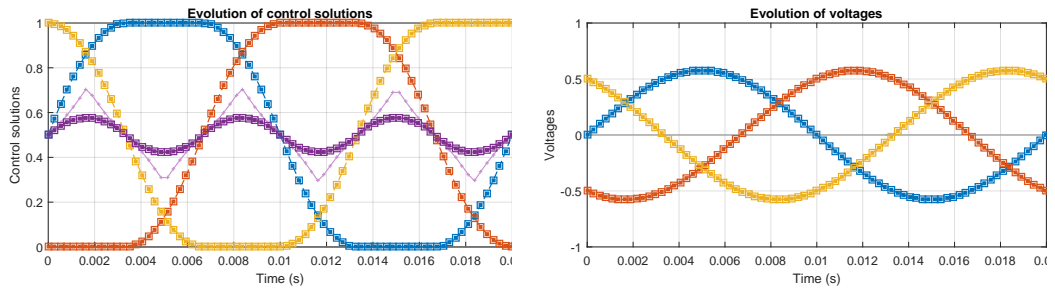 Evolution of control solutions
1
0.8
0.6
0.4
0.2
0
Control solutions
0 0.002 0.004 0.006 0.008 0.01 0.012 0.014 0.016 0.018 0.0
Time (s)
Evolution of voltages
1
0.5
0
-0.5
-1
Voltages
0.002 0.004 0.006 0.008 0.01 0.012 0.014 0.016 0.018 0.0
Time (s)